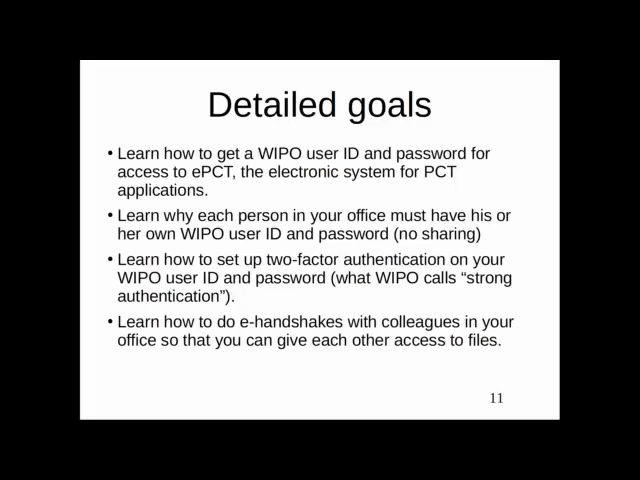 Detailed goals
• Learn how to get a WIPO user ID and password for
access to ePCT, the electronic system for PCT
applications.
• Learn why each person in your office must have his or
her own WIPO user ID and password (no sharing)
• Learn how to set up two-factor authentication on your
WIPO user ID and password (what WIPO calls “strong
authentication”).
• Learn how to do e-handshakes with colleagues in your
office so that you can give each other access to files.
11